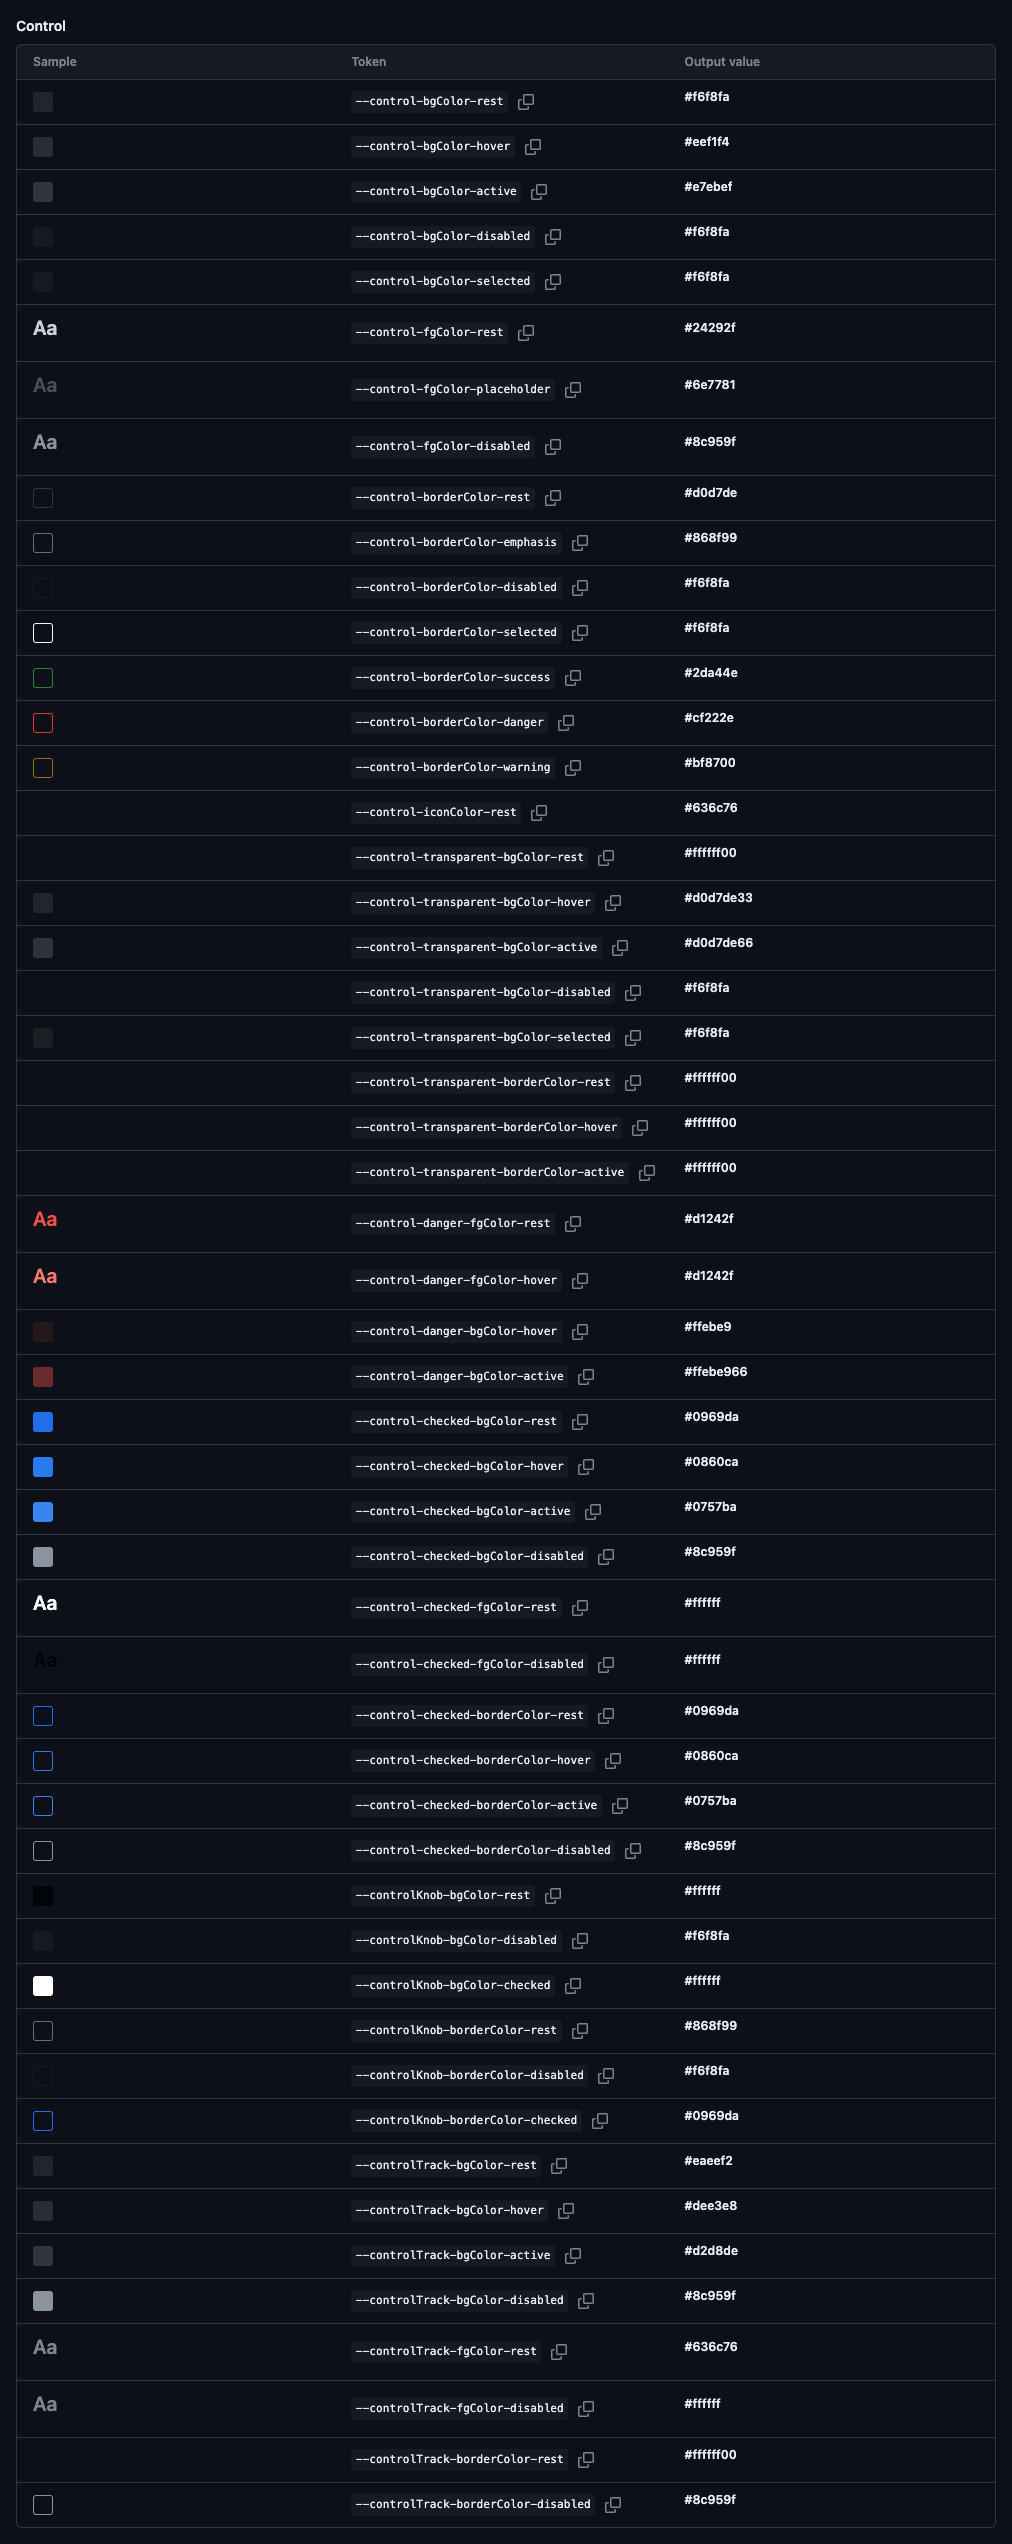 Control
Sample Token Output value
--control-bgColor-rest #f6f8fa
--control-bgColor-hover #eef1f4
--control-bgColor-active #e7ebef
--control-bgColor-disabled #f6f8fa
--control-bgColor-selected #f6f8fa
Aa --control-fgColor-rest #24292f
Aa --control-fgColor-placeholder #6e7781
Aa --control-fgColor-disabled #8c959f
--control-borderColor-rest #d0d7de
--control-borderColor-emphasis #868f99
--control-borderColor-disabled #f6f8fa
--control-borderColor-selected #f6f8fa
--control-borderColor-success #2da44e
--control-borderColor-danger #cf222e
--control-borderColor-warning #bf8700
--control-iconColor-rest #636c76
--control-transparent-bgColor-rest #ffffff00
--control-transparent-bgColor-hover #d0d7de33
--control-transparent-bgColor-active #d0d7de66
--control-transparent-bgColor-disabled #f6f8fa
--control-transparent-bgColor-selected #f6f8fa
--control-transparent-borderColor-rest #ffffff00
--control-transparent-borderColor-hover #ffffff00
--control-transparent-borderColor-active #ffffff00
Aa --control-danger-fgColor-rest #d1242f
Aa --control-danger-fgColor-hover #d1242f
--control-danger-bgColor-hover #ffebe9
--control-danger-bgColor-active #ffebe966
--control-checked-bgColor-rest #0969da
--control-checked-bgColor-hover #0860ca
--control-checked-bgColor-active #0757ba
--control-checked-bgColor-disabled #8c959f
Aa --control-checked-fgColor-rest #ffffff
Aa --control-checked-fgColor-disabled #ffffff
--control-checked-borderColor-rest #0969da
--control-checked-borderColor-hover #0860ca
--control-checked-borderColor-active #0757ba
--control-checked-borderColor-disabled #8c959f
--controlKnob-bgColor-rest #ffffff
--controlKnob-bgColor-disabled #f6f8fa
--controlKnob-bgColor-checked #ffffff
--controlKnob-borderColor-rest #868f99
--controlKnob-borderColor-disabled #f6f8fa
--controlKnob-borderColor-checked #0969da
--controlTrack-bgColor-rest #eaeef2
--controlTrack-bgColor-hover #dee3e8
--controlTrack-bgColor-active #d2d8de
--controlTrack-bgColor-disabled #8c959f
Aa --controlTrack-fgColor-rest #636c76
Aa --controlTrack-fgColor-disabled #ffffff
--controlTrack-borderColor-rest #ffffff00
--controlTrack-borderColor-disabled #8c959f